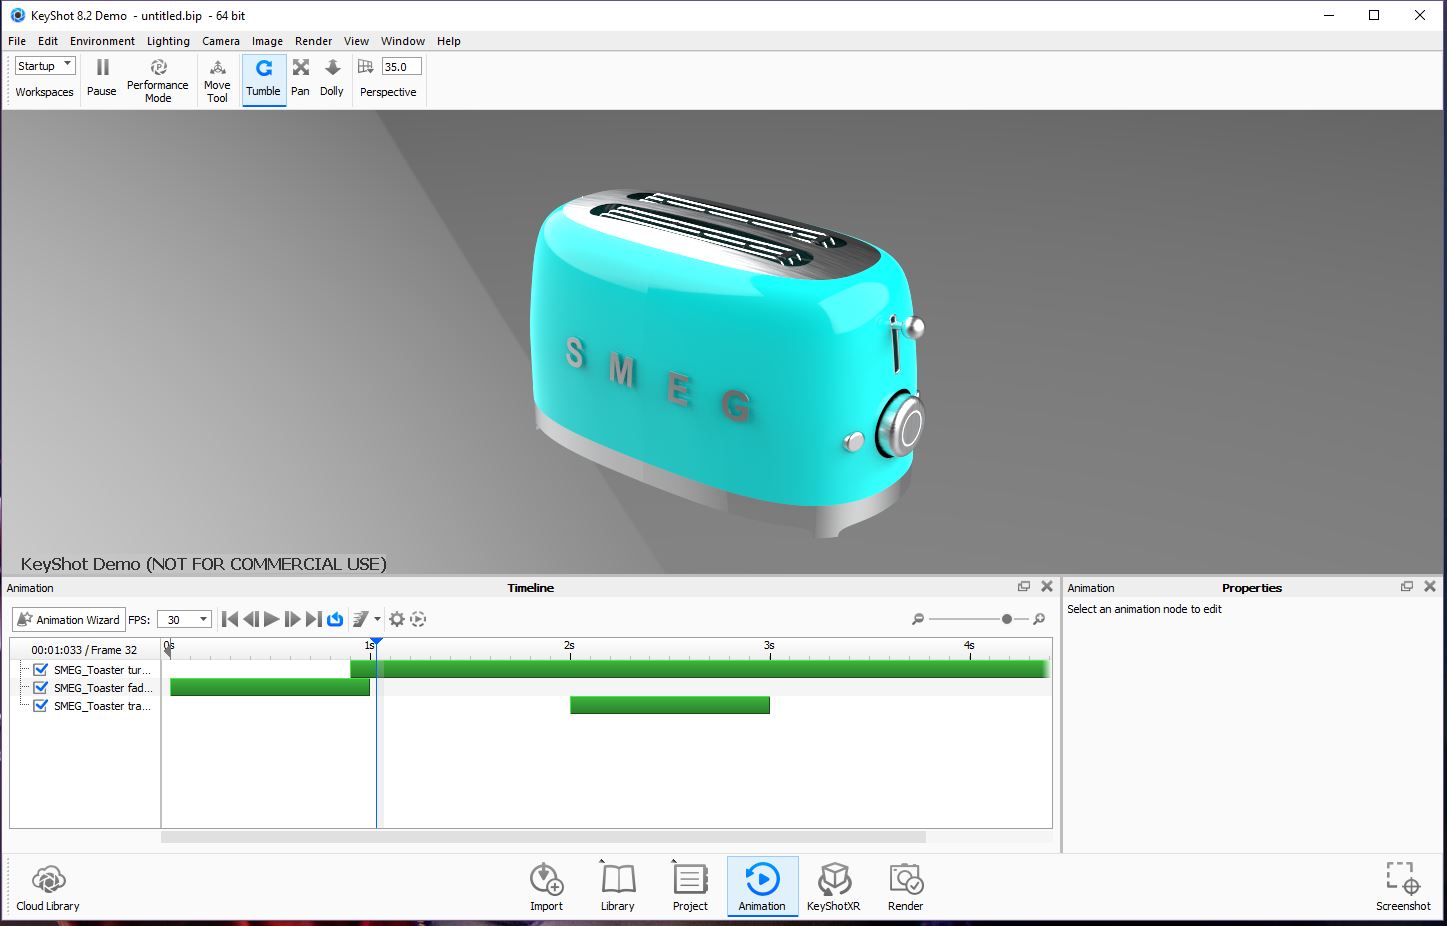 KeyShot 8.2 Demo - untitled.bip - 64 bit
File Edit Environment Lighting Camera Image Render View Window Help
Startup
35.0
Workspaces Pause Performance Mode Move Tool Tumble Pan Dolly Perspective
S M E G
KeyShot Demo (NOT FOR COMMERCIAL USE)
Animation Timeline
Animation Properties
Select an animation node to edit
Animation Wizard FPS: 30
00:01:033 / Frame 32
0s 1s 2s 3s 4s
SMEG_Toaster tur...
SMEG_Toaster fad...
SMEG_Toaster tra...
Cloud Library Import Library Project Animation KeyShotXR Render Screenshot